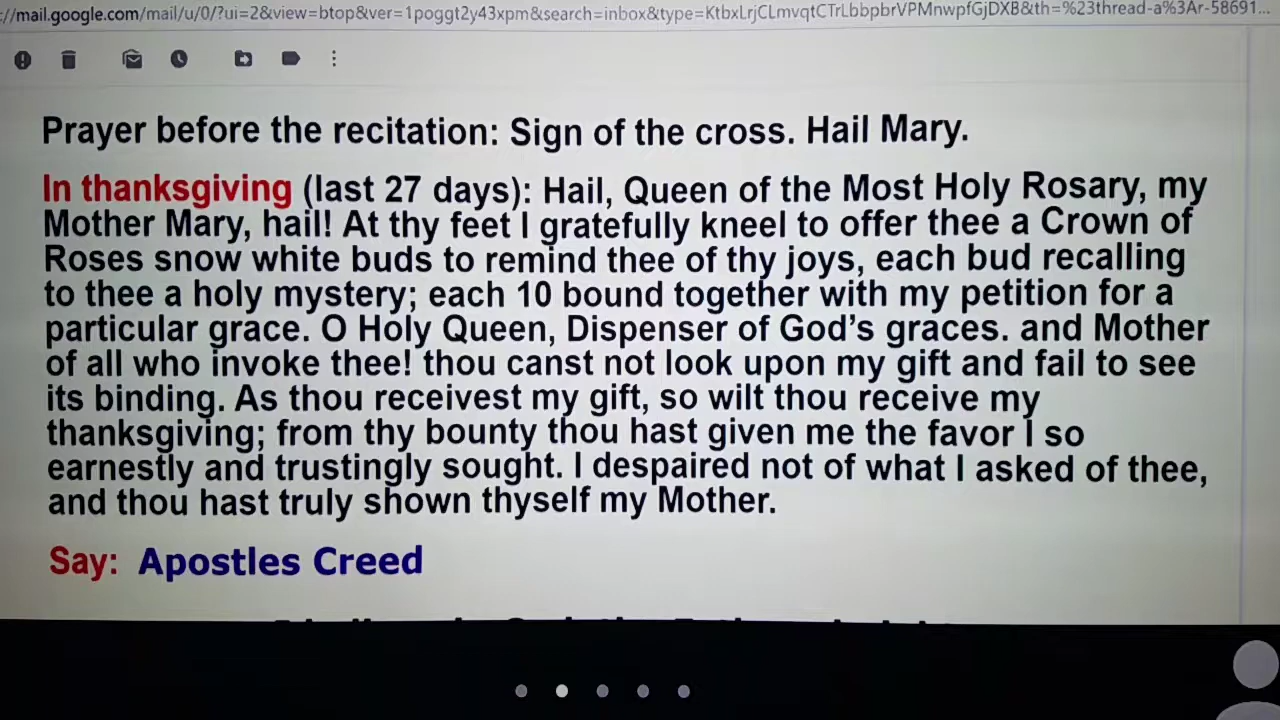 ://mail.google.com/mail/u/0/?ui=2&view=btop&ver=1poggt2y43xpm&search=inbox&type=KtbxLrjCLmvqtCTrLbbpbrVPMnwpfGjDXB&th=%23thread-a%3Ar-58691...
Prayer before the recitation: Sign of the cross. Hail Mary.
In thanksgiving (last 27 days): Hail, Queen of the Most Holy Rosary, my
Mother Mary, hail! At thy feet I gratefully kneel to offer thee a Crown of
Roses snow white buds to remind thee of thy joys, each bud recalling
to thee a holy mystery; each 10 bound together with my petition for a
particular grace. O Holy Queen, Dispenser of God's graces. and Mother
of all who invoke thee! thou canst not look upon my gift and fail to see
its binding. As thou receivest my gift, so wilt thou receive my
thanksgiving; from thy bounty thou hast given me the favor I so
earnestly and trustingly sought. I despaired not of what I asked of thee,
and thou hast truly shown thyself my Mother.
Say: Apostles Creed